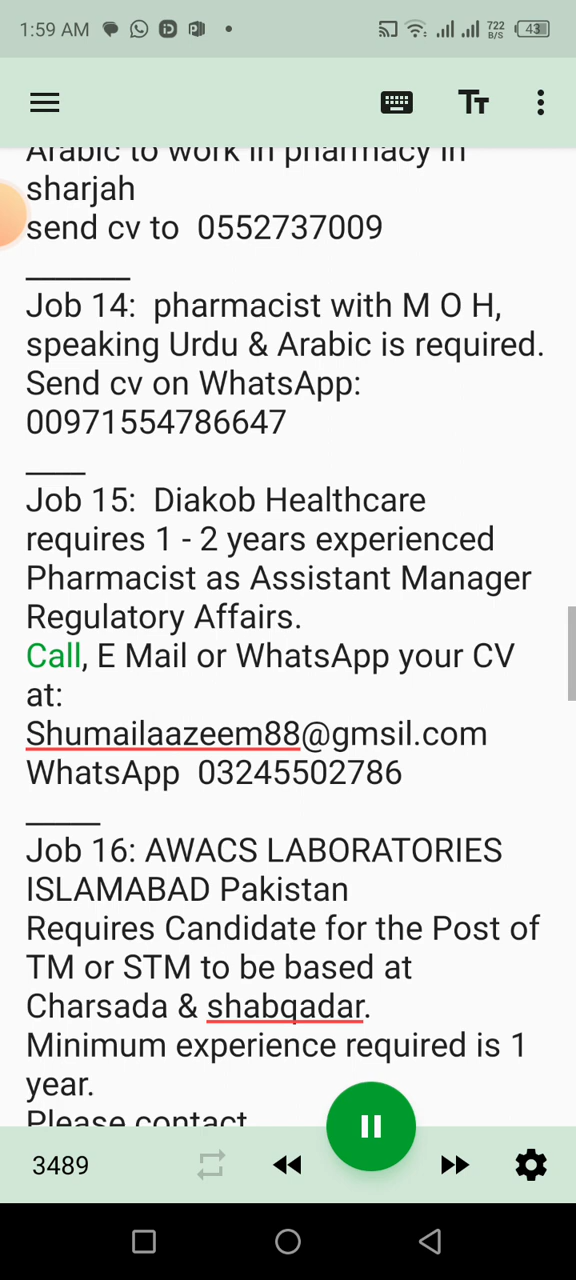 1:59 AM
722
B/S
43
Arabic to work in pharmacy in
sharjah
send cv to 0552737009
Job 14: pharmacist with M O H,
speaking Urdu & Arabic is required.
Send cv on WhatsApp:
00971554786647
Job 15: Diakob Healthcare
requires 1 - 2 years experienced
Pharmacist as Assistant Manager
Regulatory Affairs.
Call, E Mail or WhatsApp your CV
at:
Shumailaazeem88@gmsil.com
WhatsApp 03245502786
Job 16: AWACS LABORATORIES
ISLAMABAD Pakistan
Requires Candidate for the Post of
TM or STM to be based at
Charsada & shabqadar.
Minimum experience required is 1
year.
Please contact
3489